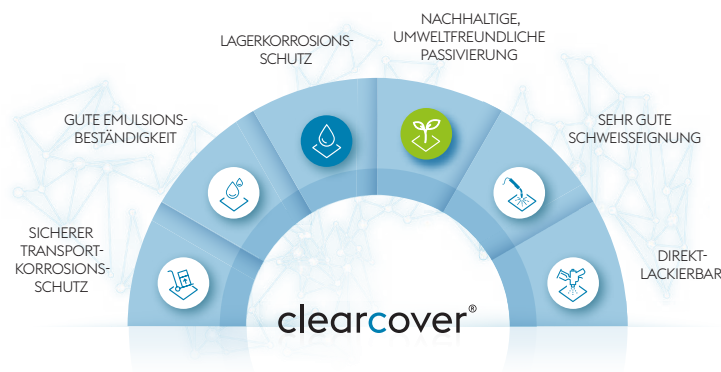 NACHHALTIGE,
UMWELTFREUNDLICHE
PASSIVIERUNG
LAGERKORROSIONS-
SCHUTZ
GUTE EMULSIONS-
BESTÄNDIGKEIT
SEHR GUTE
SCHWEISSEIGNUNG
SICHERER
TRANSPORT-
KORROSIONS-
SCHUTZ
DIREKT-
LACKIERBAR
clearcover®